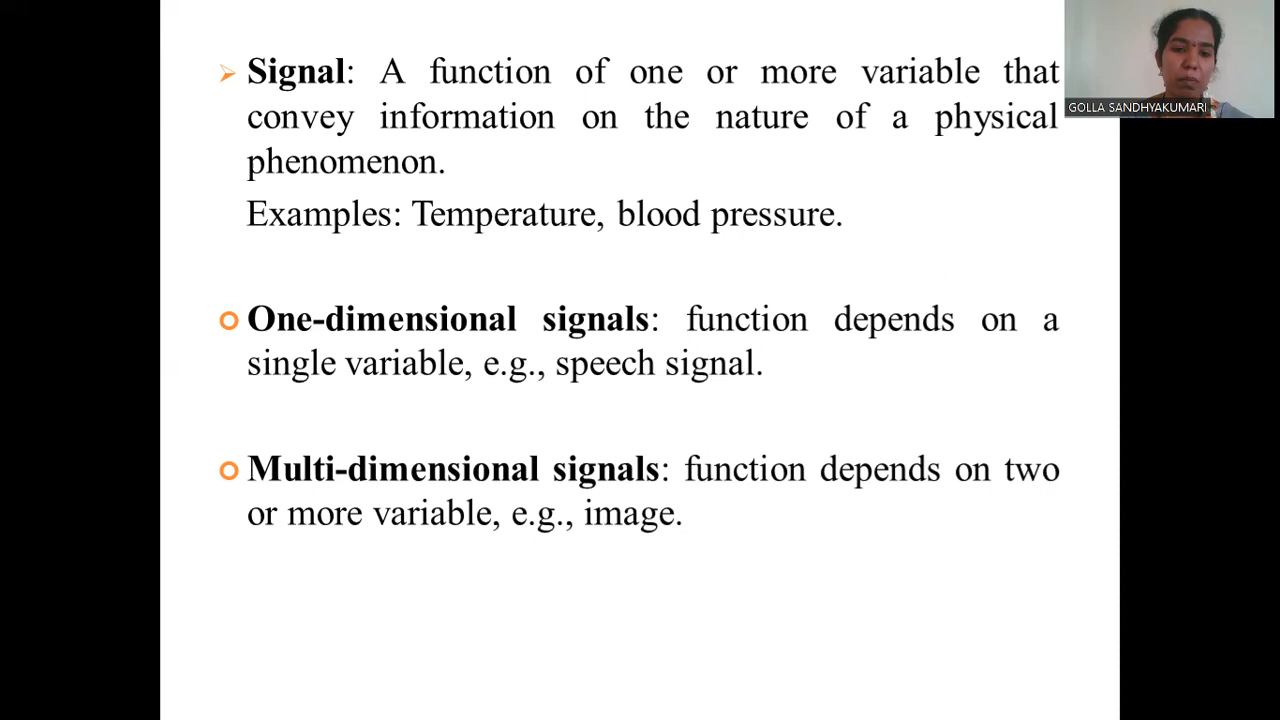 Signal: A function of one or more variable that
convey information on the nature of a physical
phenomenon.
Examples: Temperature, blood pressure.
One-dimensional signals: function depends on a
single variable, e.g., speech signal.
Multi-dimensional signals: function depends on two
or more variable, e.g., image.
GOLLA SANDHYAKUMARI